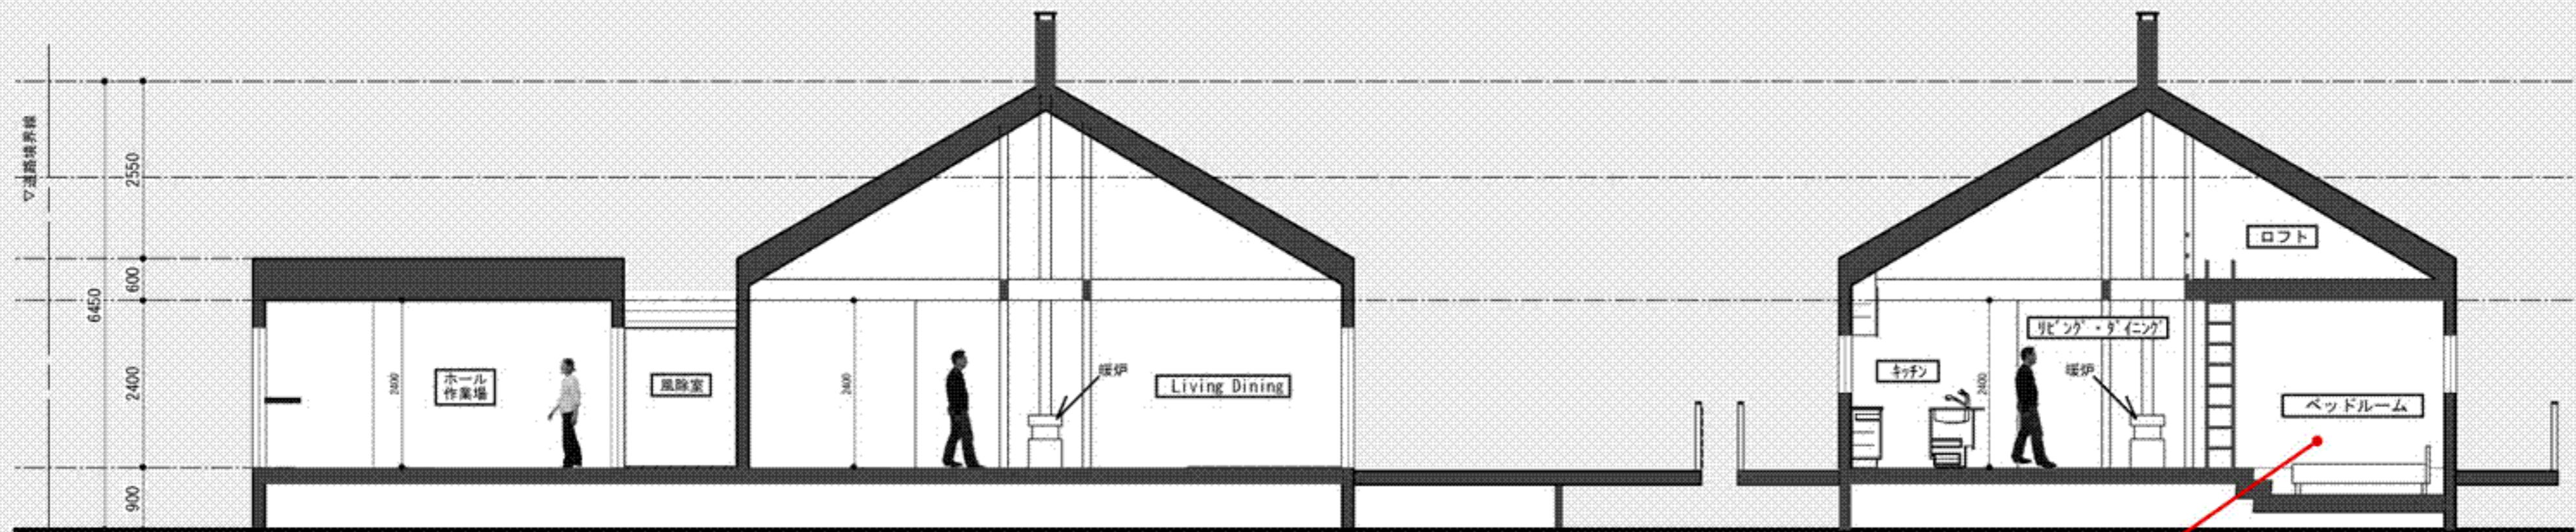 ▽道路境界線
6450
2550
600
2400
900
2400
ホール
作業場
風除室
2400
暖炉
Living Dining
キッチン
2400
リビング・ダイニング
暖炉
ロフト
ベッドルーム